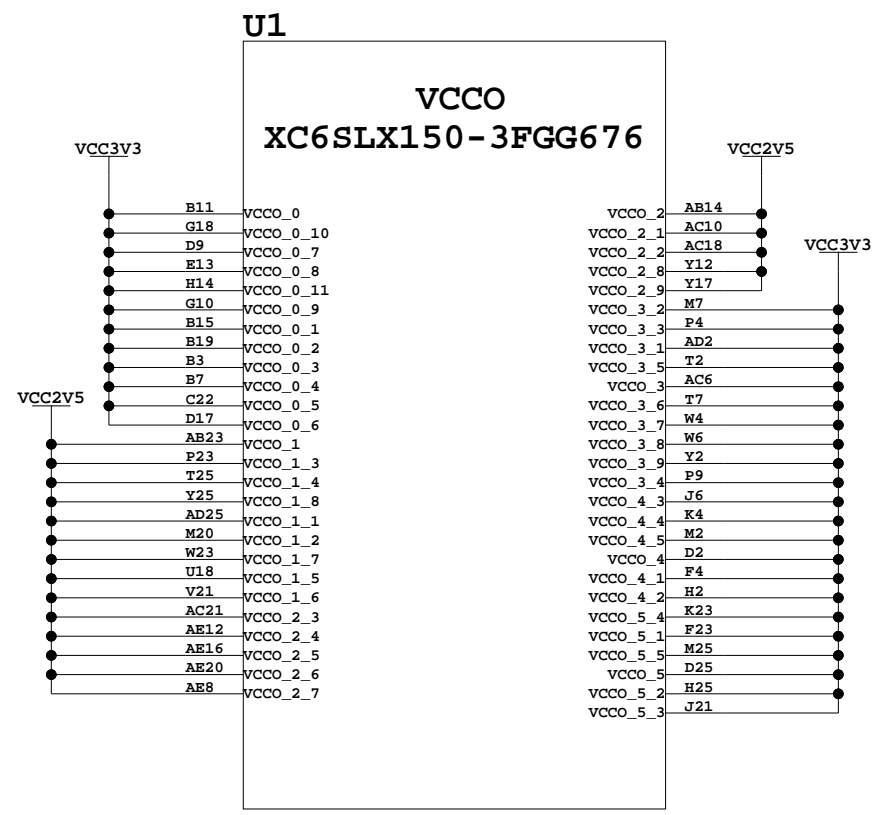 U1
VCCO
XC6SLX150-3FGG676
VCC3V3
VCC2V5
B11 VCCO_0 VCCO_2 AB14
G18 VCCO_0_10 VCCO_2_1 AC10
D9 VCCO_0_7 VCCO_2_2 AC18
VCC3V3
E13 VCCO_0_8 VCCO_2_8 Y12
H14 VCCO_0_11 VCCO_2_9 Y17
G10 VCCO_0_9 VCCO_3_2 M7
B15 VCCO_0_1 VCCO_3_3 P4
B19 VCCO_0_2 VCCO_3_1 AD2
B3 VCCO_0_3 VCCO_3_5 T2
B7 VCCO_0_4 VCCO_3 AC6
VCC2V5
C22 VCCO_0_5 VCCO_3_6 T7
D17 VCCO_0_6 VCCO_3_7 W4
AB23 VCCO_1 VCCO_3_8 W6
P23 VCCO_1_3 VCCO_3_9 Y2
T25 VCCO_1_4 VCCO_3_4 P9
Y25 VCCO_1_8 VCCO_4_3 J6
AD25 VCCO_1_1 VCCO_4_4 K4
M20 VCCO_1_2 VCCO_4_5 M2
W23 VCCO_1_7 VCCO_4 D2
U18 VCCO_1_5 VCCO_4_1 F4
V21 VCCO_1_6 VCCO_4_2 H2
AC21 VCCO_2_3 VCCO_5_4 K23
AE12 VCCO_2_4 VCCO_5_1 F23
AE16 VCCO_2_5 VCCO_5_5 M25
AE20 VCCO_2_6 VCCO_5 D25
AE8 VCCO_2_7 VCCO_5_2 H25
VCCO_5_3 J21